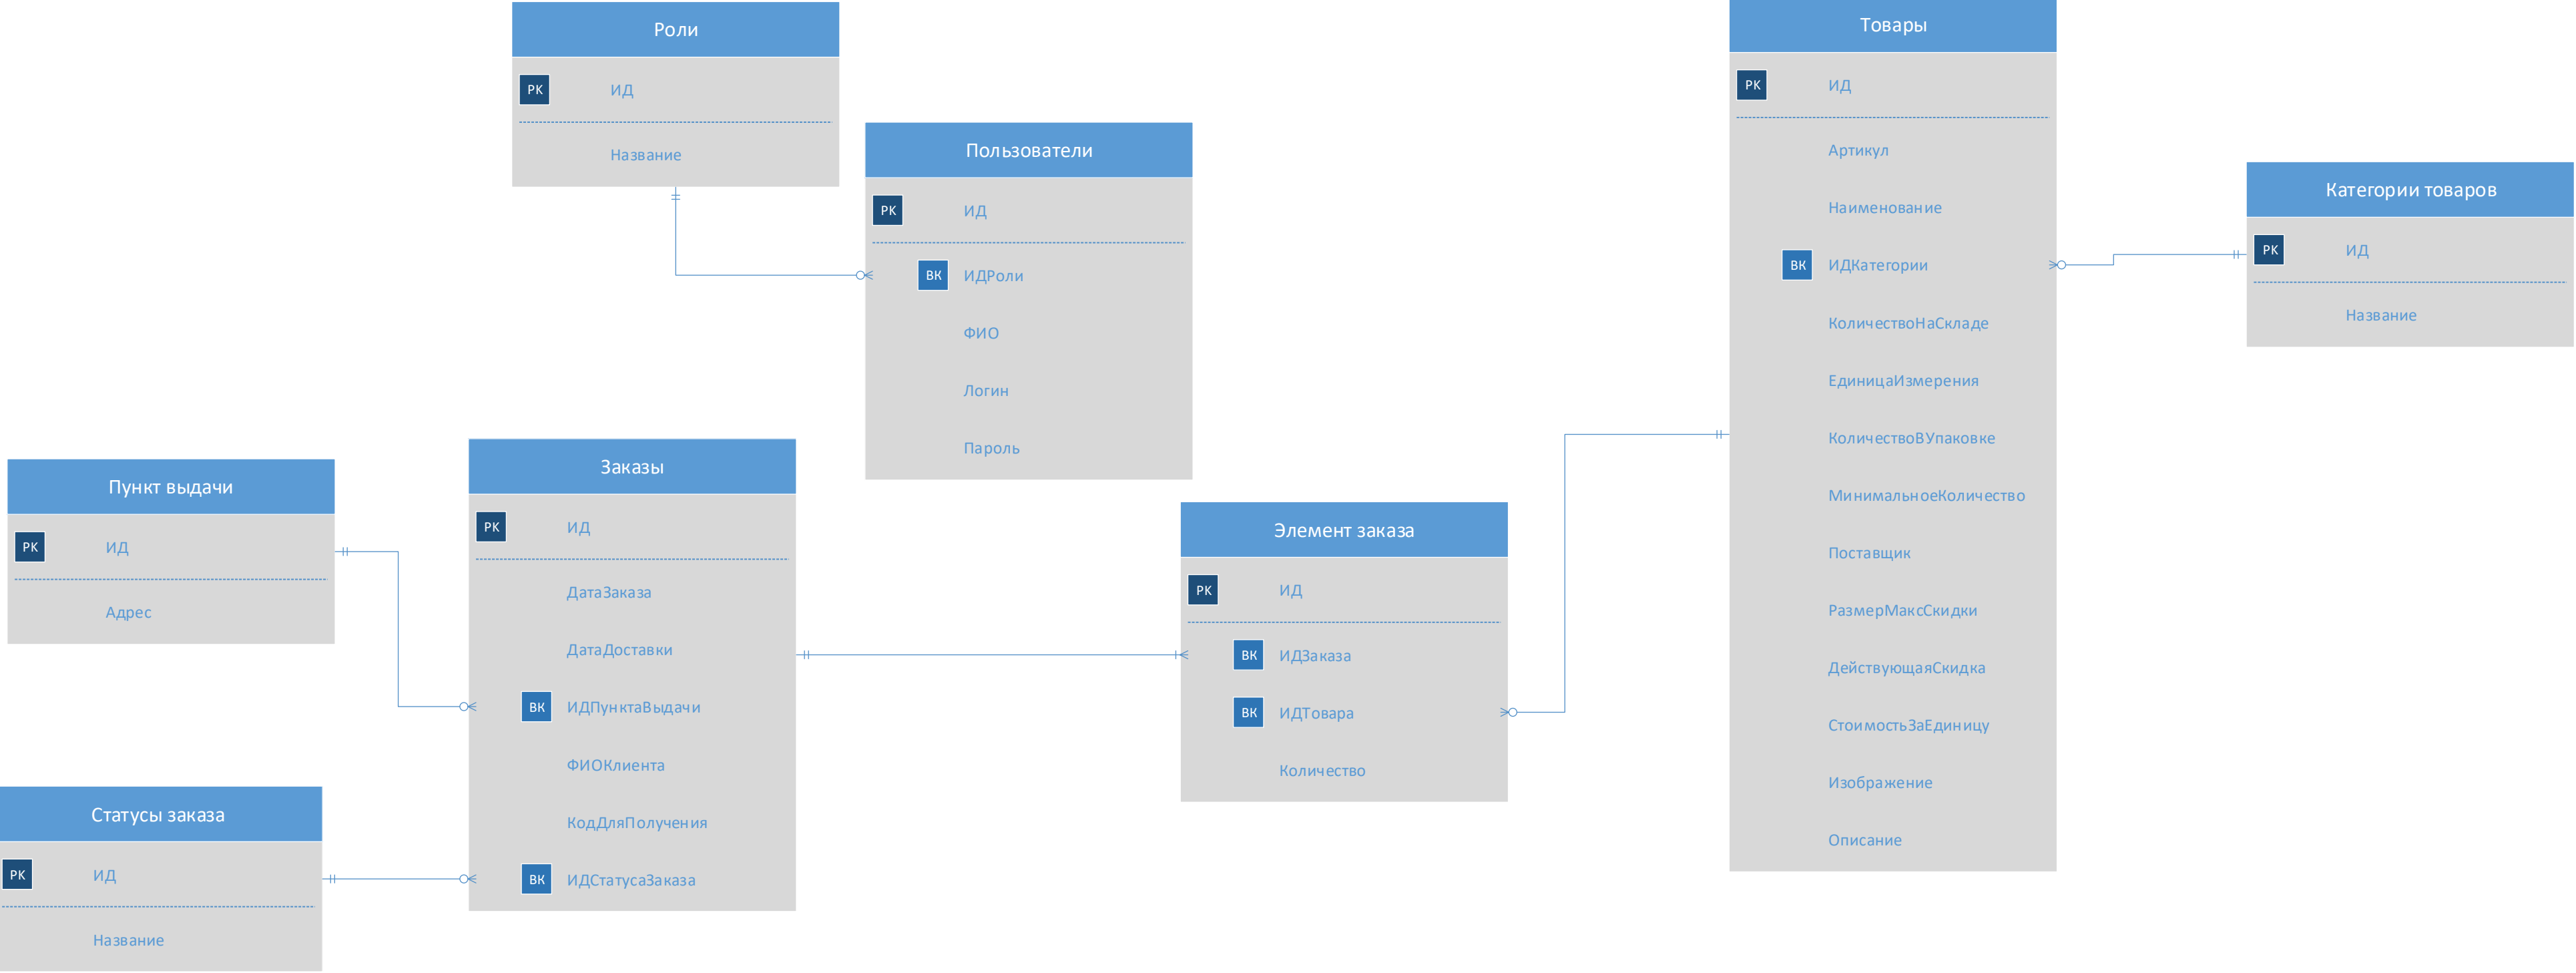 Роли
PK ИД
Название
Пользователи
PK ИД
ВК ИДРоли
ФИО
Логин
Пароль
Товары
PK ИД
Артикул
Наименование
ВК ИДКатегории
КоличествоНаСкладе
ЕдиницаИзмерения
КоличествоВУпаковке
МинимальноеКоличество
Поставщик
РазмерМаксСкидки
ДействующаяСкидка
СтоимостьЗаЕдиницу
Изображение
Описание
Категории товаров
PK ИД
Название
Пункт выдачи
PK ИД
Адрес
Заказы
PK ИД
ДатаЗаказа
ДатаДоставки
ВК ИДПунктаВыдачи
ФИОКлиента
КодДляПолучения
ВК ИДСтатусаЗаказа
Элемент заказа
PK ИД
ВК ИДЗаказа
ВК ИДТовара
Количество
Статусы заказа
PK ИД
Название